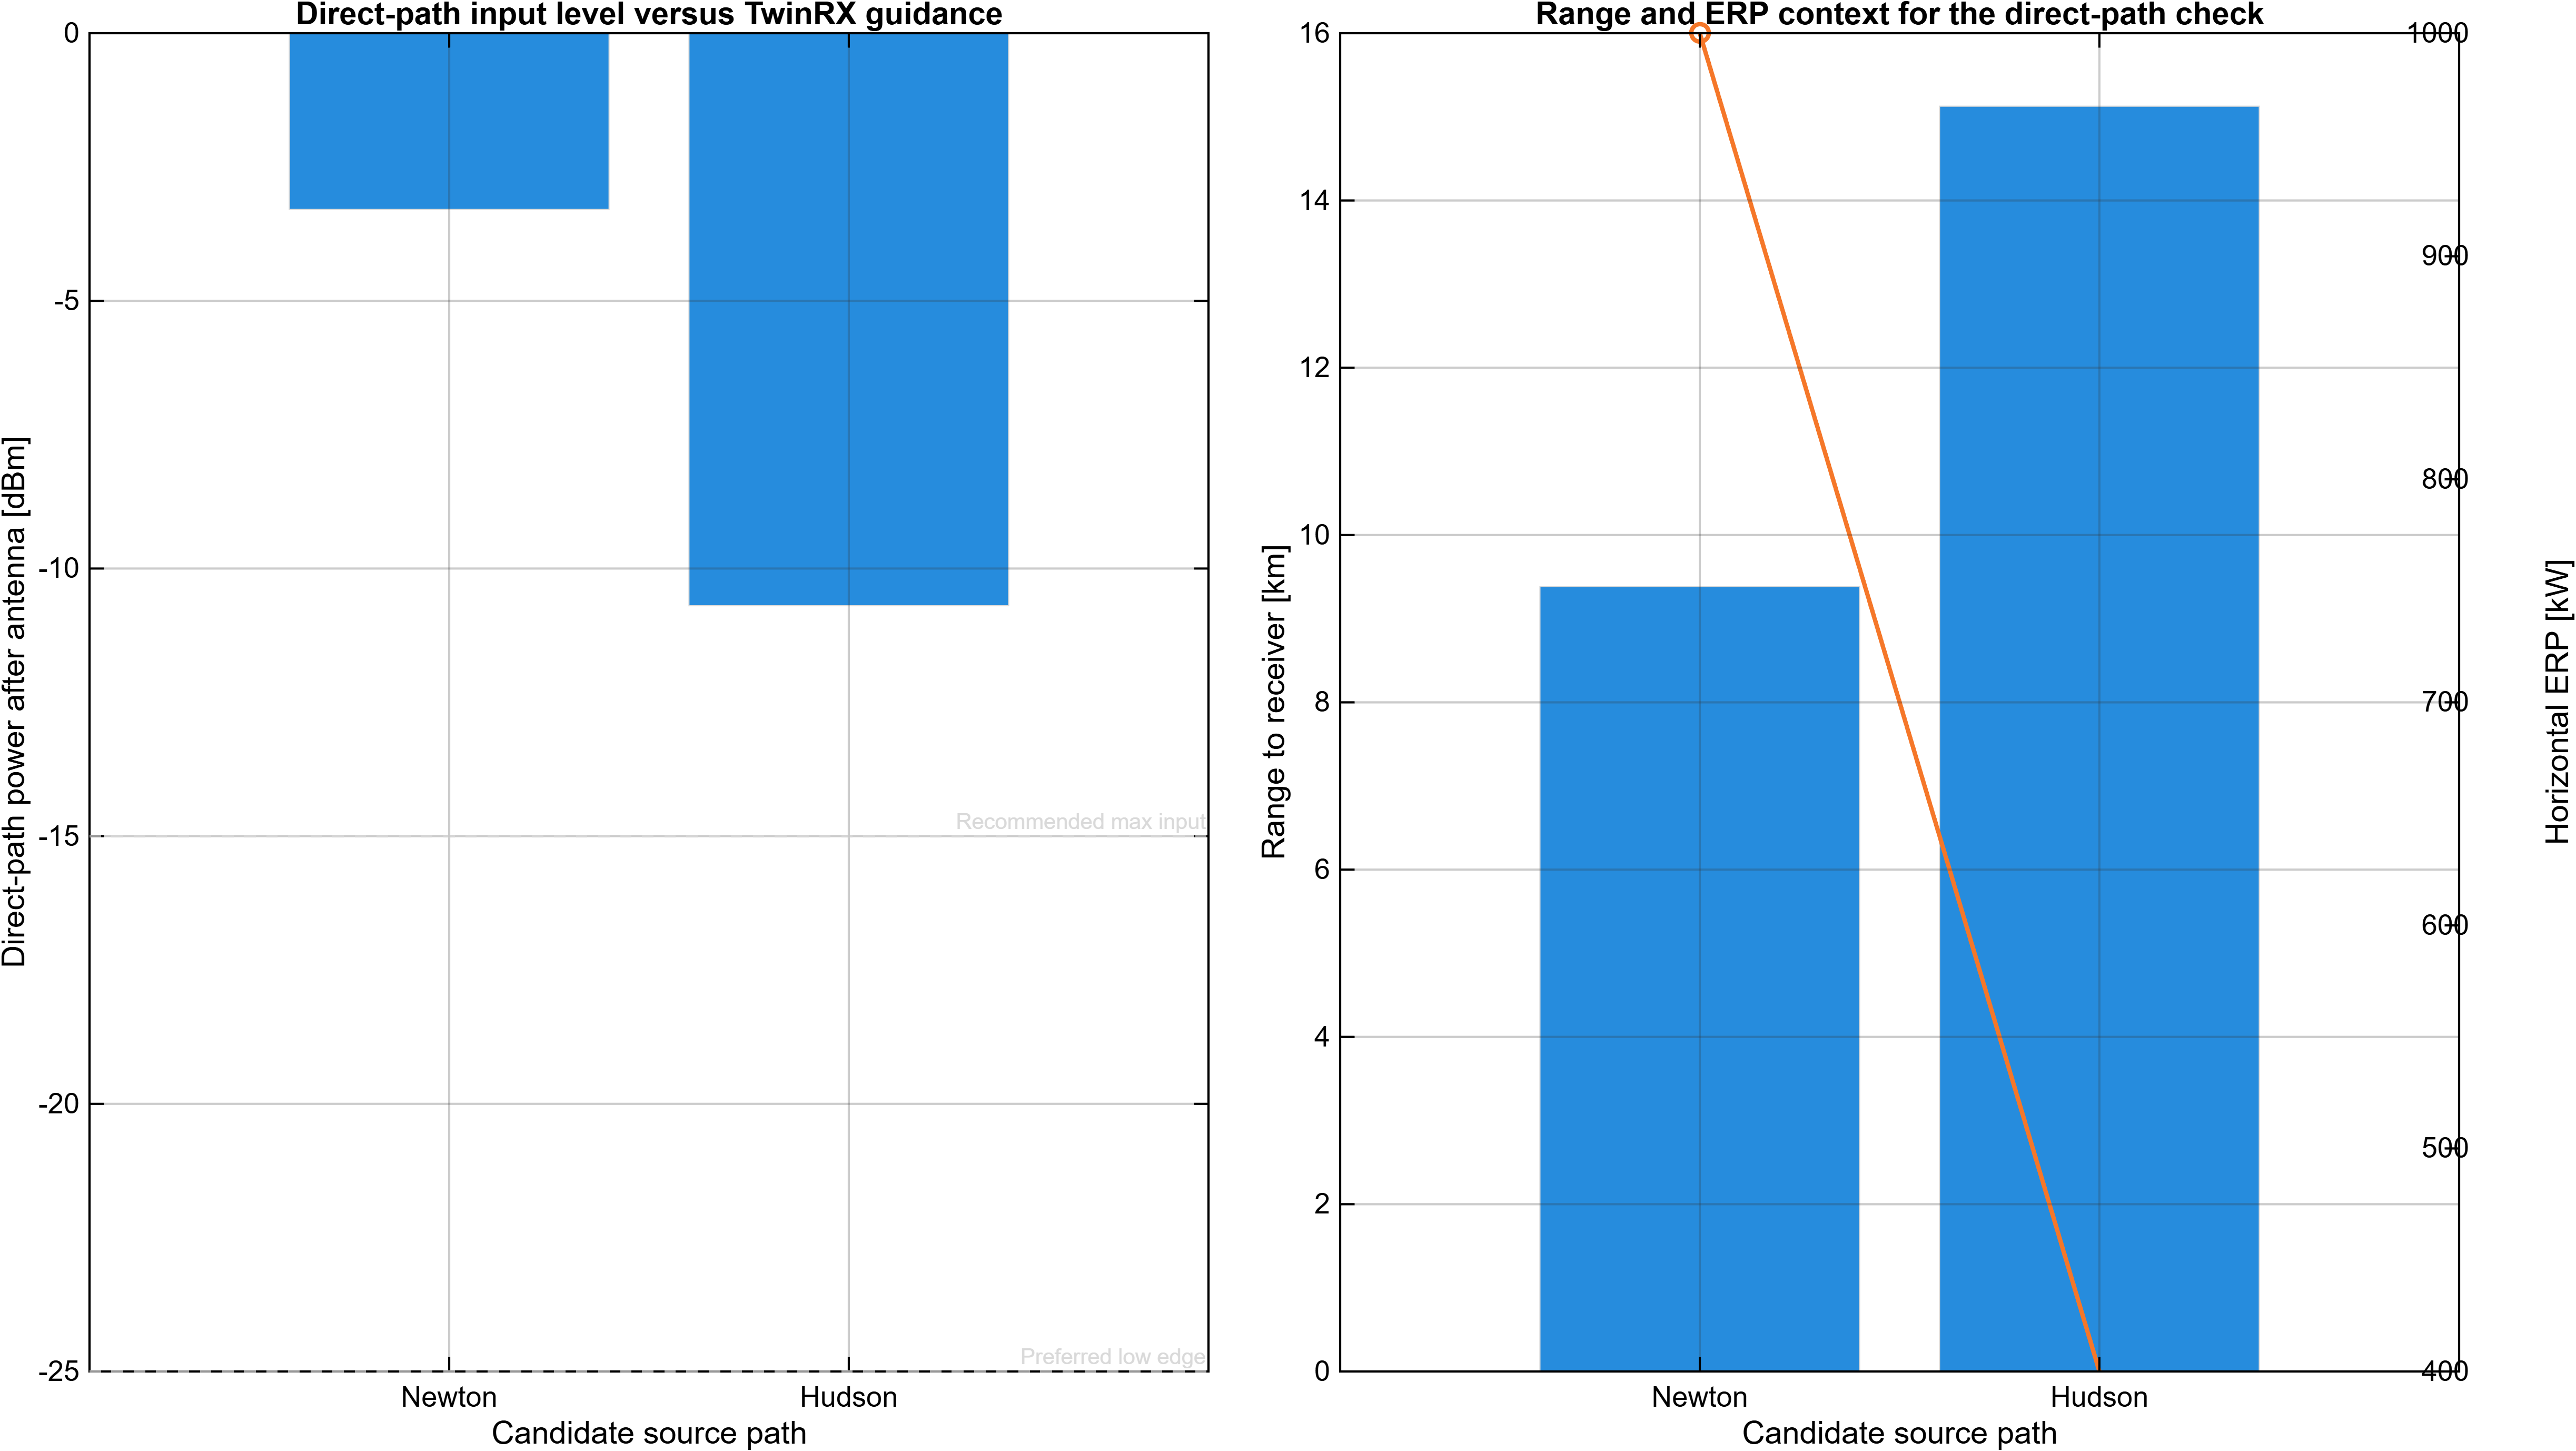 Direct-path input level versus TwinRX guidance
Direct-path power after antenna [dBm]
0
-5
-10
-15
-20
-25
Recommended max input
Preferred low edge
Newton
Hudson
Candidate source path
Range and ERP context for the direct-path check
Range to receiver [km]
16
14
12
10
8
6
4
2
0
1000
900
800
700
600
500
400
Horizontal ERP [kW]
Newton
Hudson
Candidate source path